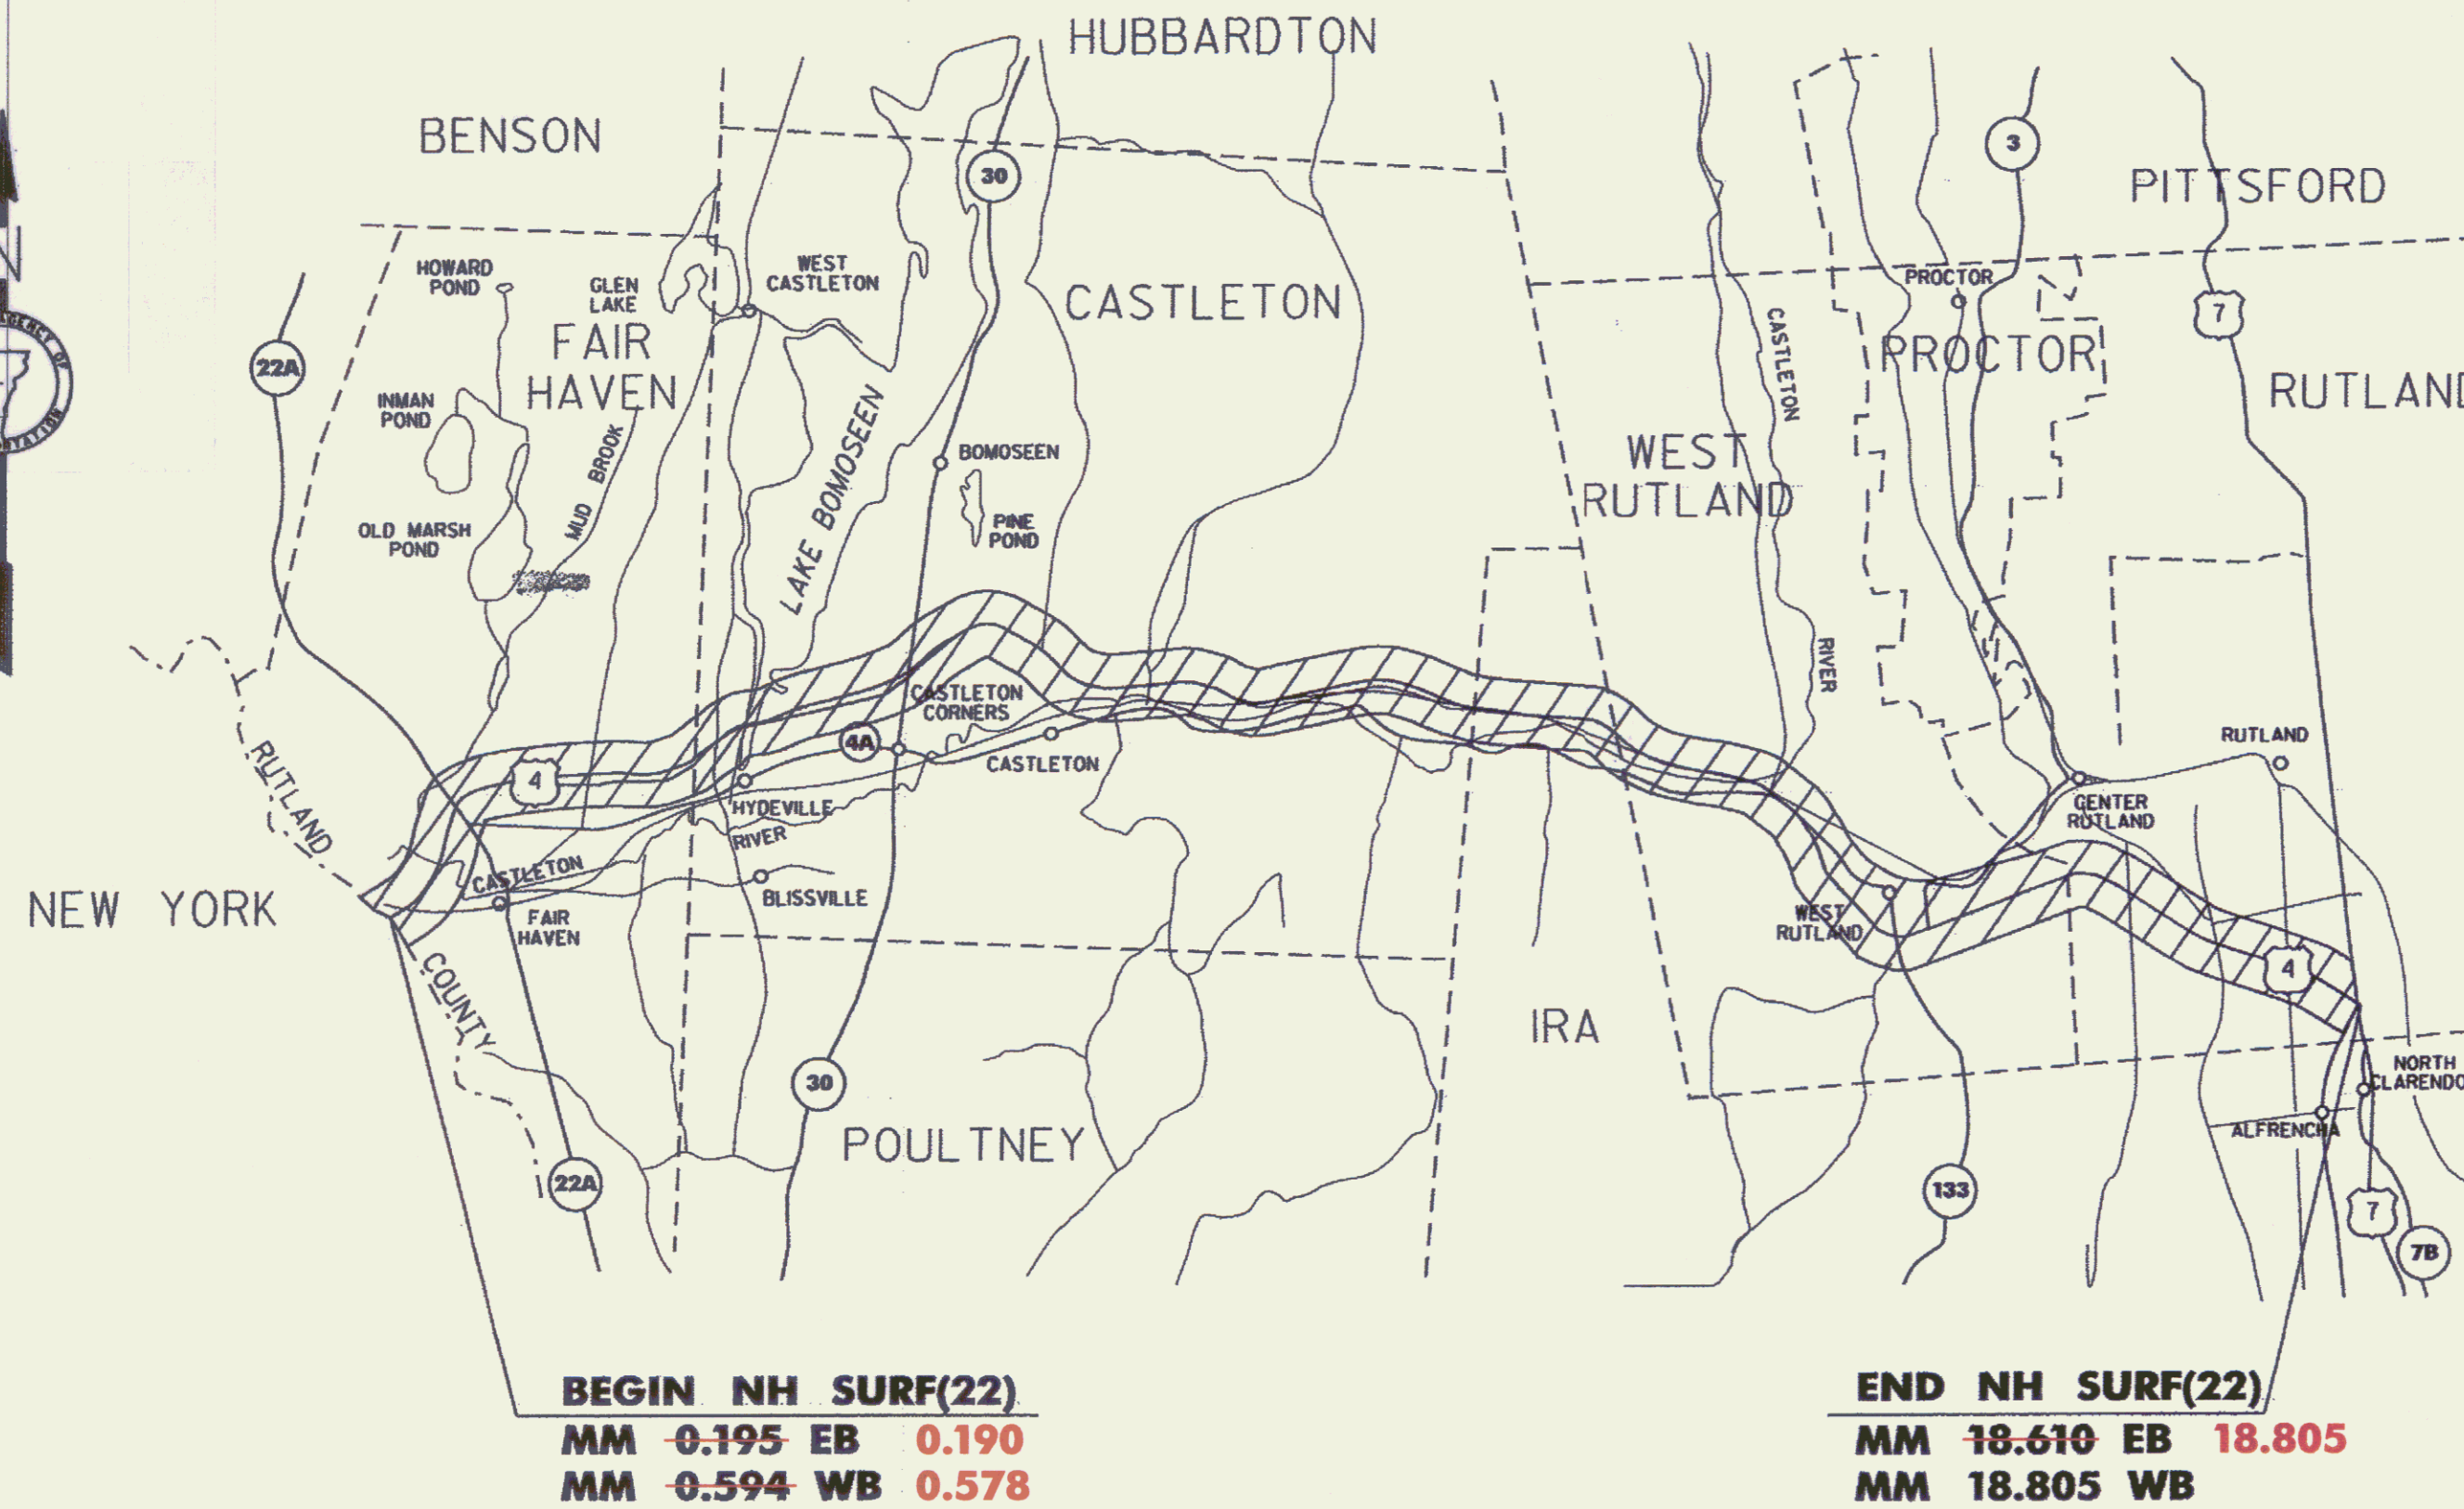 HUBBARDTON
BENSON
30
3
PITTSFORD
HOWARD
POND
GLEN
LAKE
WEST
CASTLETON
CASTLETON
PROCTOR
7
FAIR
HAVEN
22A
CASTLETON
PROCTOR
RUTLAND
INMAN
POND
MUD BROOK
LAKE BOMOSEEN
BOMOSEEN
WEST
RUTLAND
OLD MARSH
POND
PINE
POND
RIVER
CASTLETON
CORNERS
4A
CASTLETON
RUTLAND
4
HYDEVILLE
RIVER
CENTER
RUTLAND
RUTLAND
NEW YORK
CASTLETON
BLISSVILLE
FAIR
HAVEN
WEST
RUTLAND
COUNTY
4
IRA
30
POULTNEY
NORTH
CLARENDO
ALFRENCHA
22A
133
7
7B
BEGIN NH SURF(22)
MM 0.195 EB 0.190
MM 0.594 WB 0.578
END NH SURF(22)
MM 18.610 EB 18.805
MM 18.805 WB